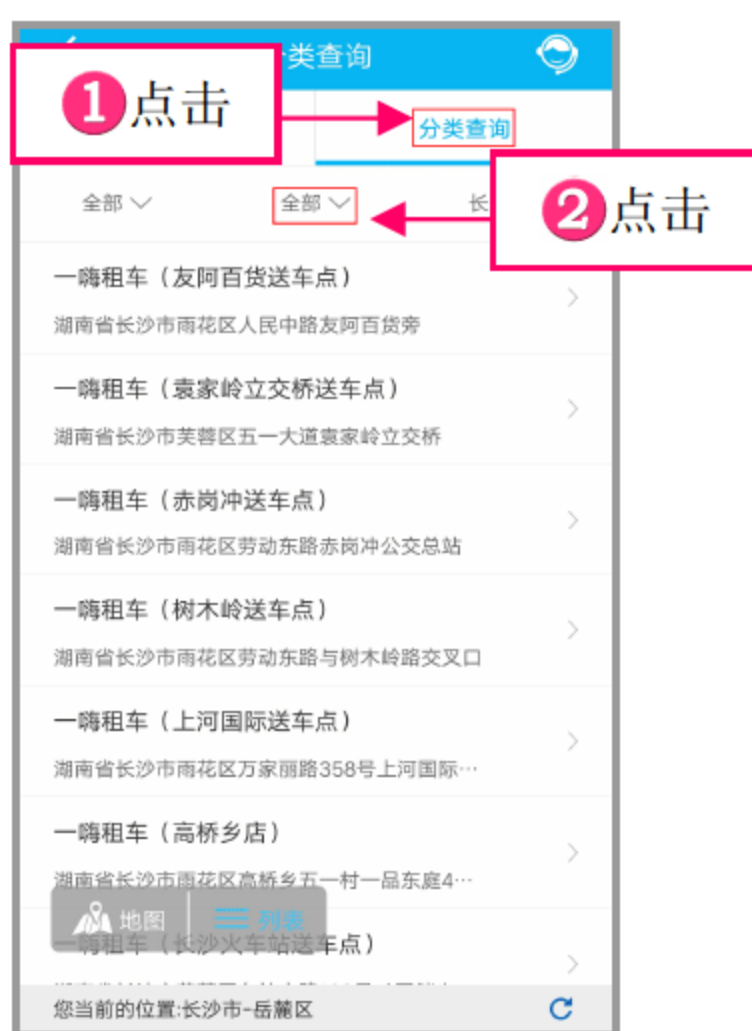 类查询
❶点击
分类查询
全部
全部
长
❷点击
一嗨租车（友阿百货送车点）
湖南省长沙市雨花区人民中路友阿百货旁
一嗨租车（袁家岭立交桥送车点）
湖南省长沙市芙蓉区五一大道袁家岭立交桥
一嗨租车（赤岗冲送车点）
湖南省长沙市雨花区劳动东路赤岗冲公交总站
一嗨租车（树木岭送车点）
湖南省长沙市雨花区劳动东路与树木岭路交叉口
一嗨租车（上河国际送车点）
湖南省长沙市雨花区万家丽路358号上河国际…
一嗨租车（高桥乡店）
湖南省长沙市雨花区高桥乡五一村一品东庭4…
地图
列表
一嗨租车（长沙火车站送车点）
您当前的位置:长沙市-岳麓区